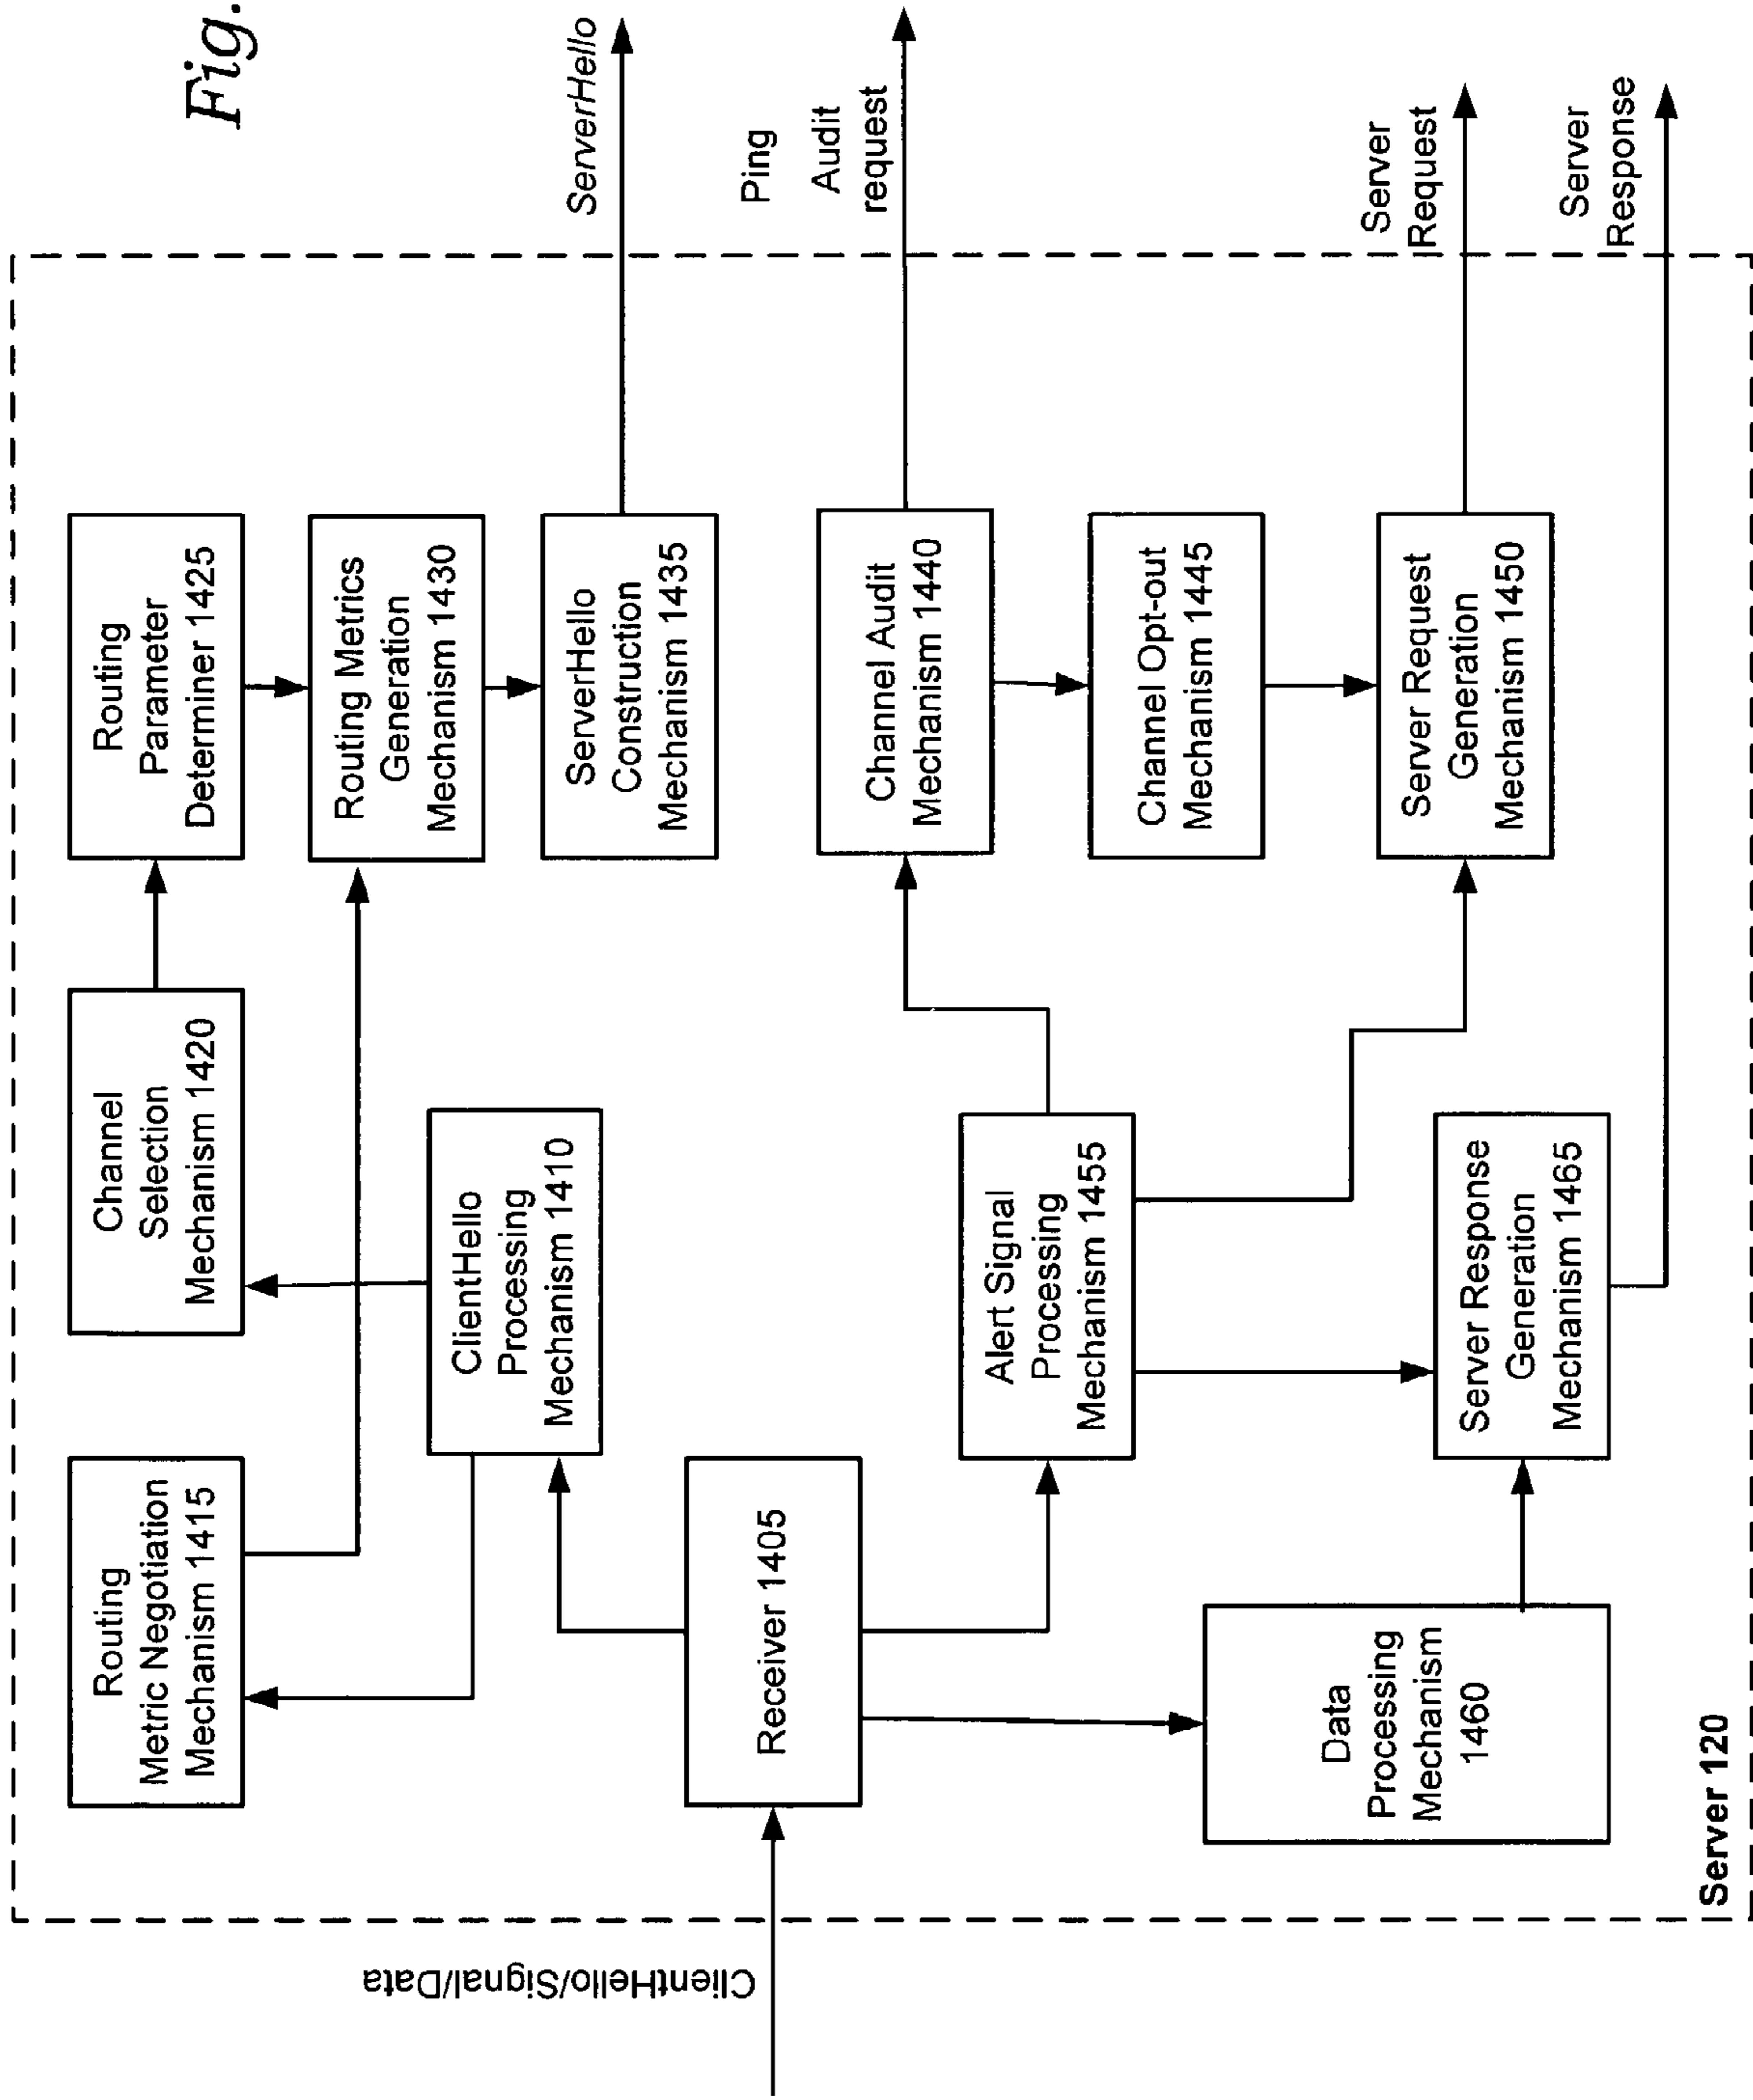 Fig.
Routing
Metric Negotiation
Mechanism 1415
Channel
Selection
Mechanism 1420
Routing
Parameter
Determiner 1425
Routing Metrics
Generation
Mechanism 1430
ClientHello
Processing
Mechanism 1410
ServerHello
Construction
Mechanism 1435
ServerHello
ClientHello/Signal/Data
Receiver 1405
Ping
Audit
request
Channel Audit
Mechanism 1440
Alert Signal
Processing
Mechanism 1455
Channel Opt-out
Mechanism 1445
Data
Processing
Mechanism
1460
Server Response
Generation
Mechanism 1465
Server Request
Generation
Mechanism 1450
Server
Request
Server
Response
Server 120